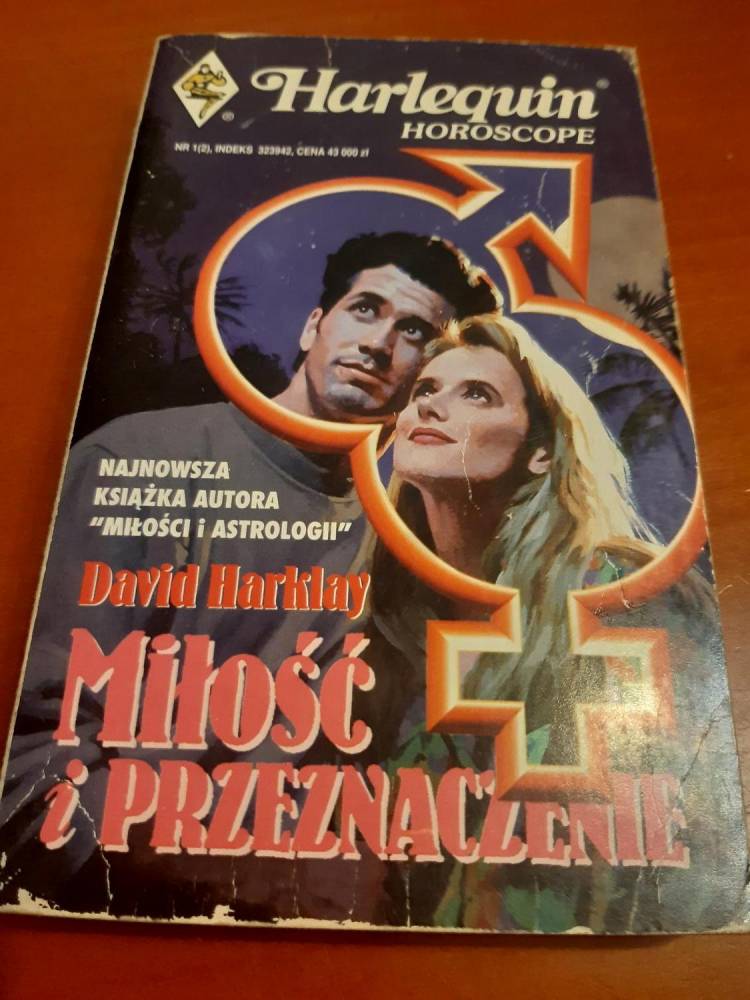 Harlequin®
HOROSCOPE
®
NR 1(2), INDEKS 323942, CENA 43 000 zł
NAJNOWSZA
KSIĄŻKA AUTORA
"MIŁOŚCI i ASTROLOGII"
David Harklay
MIŁOŚĆ
i PRZEZNACZENIE